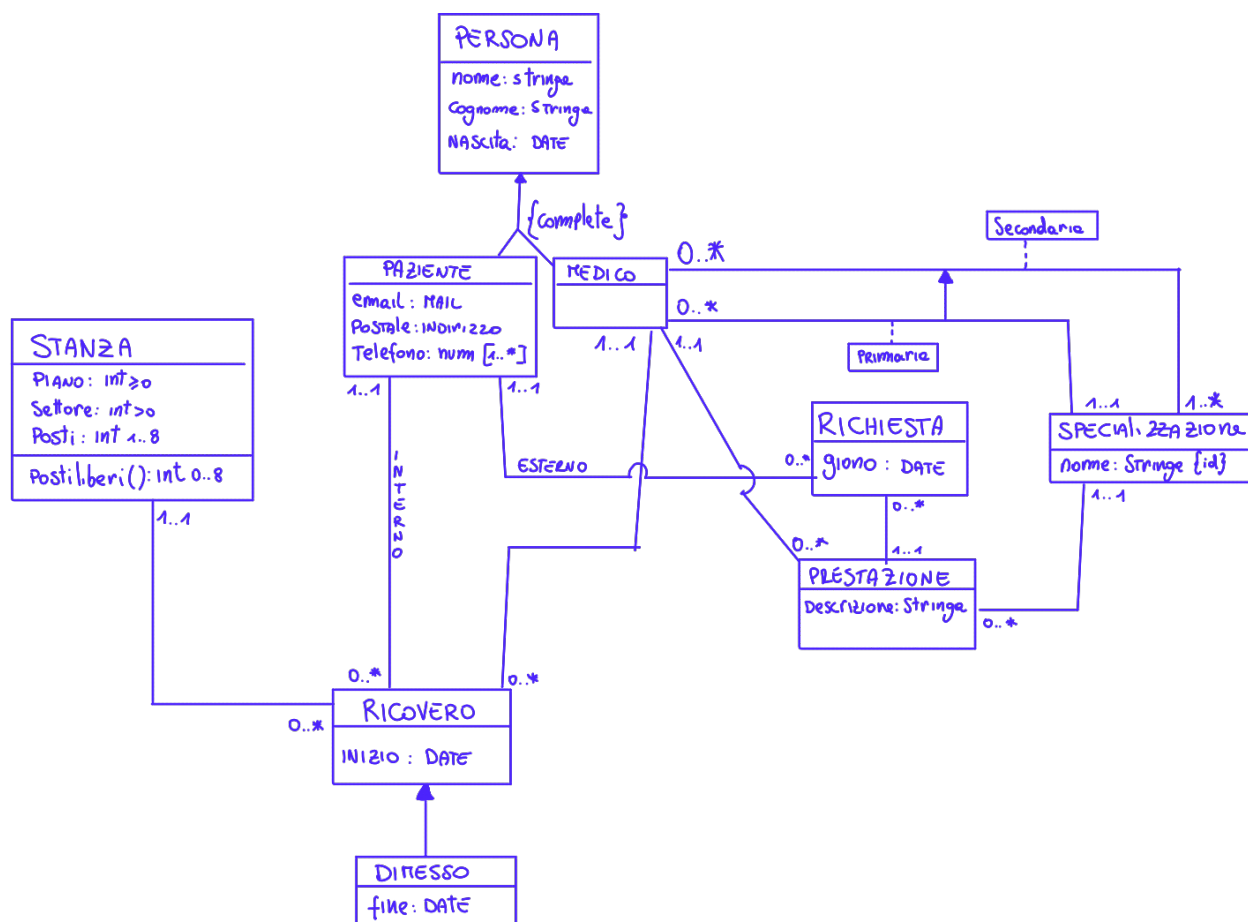 PERSONA
nome: stringa
Cognome: Stringa
NAScita: DATE
{complete}
Secondaria
PAZIENTE
email: MAIL
Postale: INDIRIZZO
Telefono: num [1..*]
MEDICO
0..*
0..*
Primaria
1..1
1..1
STANZA
PIANO: int ≥0
Settore: int >0
Posti: int 1..8
Postiliberi(): int 0..8
1..1
1..1
1..1
INTERNO
ESTERNO
RICHIESTA
giono: DATE
0..*
0..*
1..1
1..*
SPECIALIZZAZIONE
nome: Stringa {id}
1..1
1..1
0..*
PRESTAZIONE
Descrizione: Stringa
0..*
0..*
0..*
0..*
RICOVERO
INIZIO: DATE
DIMESSO
fine: DATE